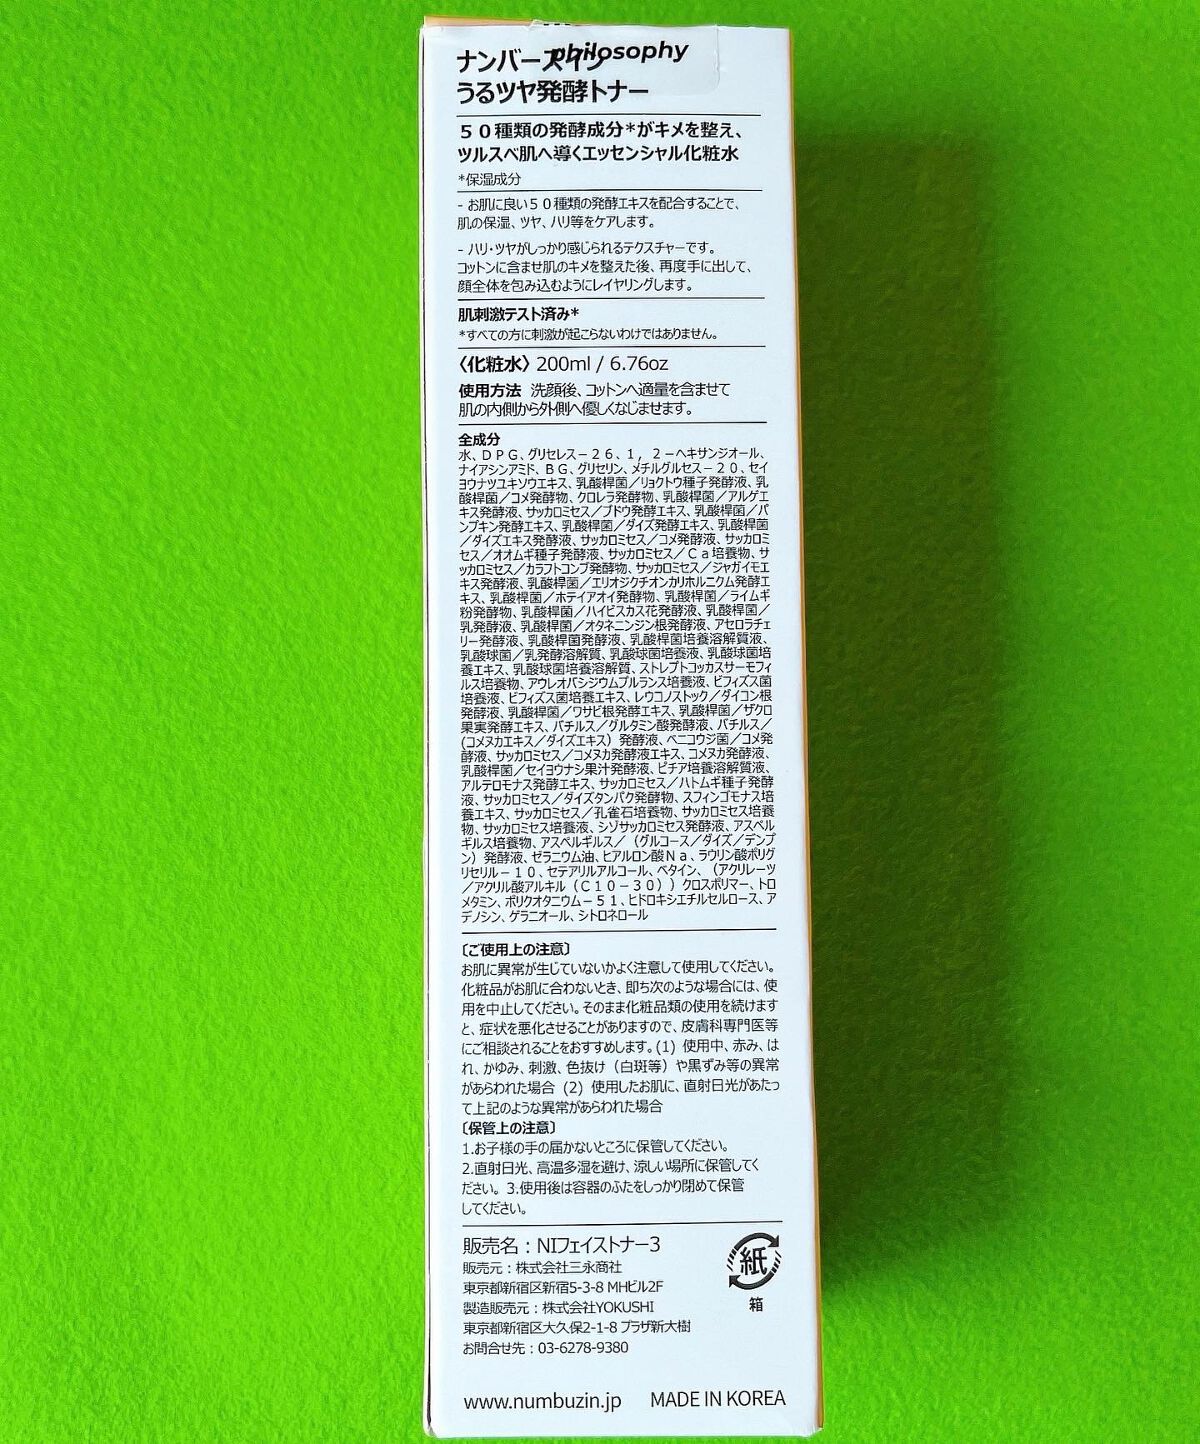 philosophy
ナンバーズイン
うるツヤ発酵トナー
５０種類の発酵成分*がキメを整え、
ツルスベ肌へ導くエッセンシャル化粧水
*保湿成分
- お肌に良い５０種類の発酵エキスを配合することで、
肌の保湿、ツヤ、ハリ等をケアします。
- ハリ・ツヤがしっかり感じられるテクスチャーです。
コットンに含ませ肌のキメを整えた後、再度手に出して、
顔全体を包み込むようにレイヤリングします。
肌刺激テスト済み*
*すべての方に刺激が起こらないわけではありません。
〈化粧水〉200ml / 6.76oz
使用方法 洗顔後、コットンへ適量を含ませて
肌の内側から外側へ優しくなじませます。
全成分
水、ＤＰＧ、グリセレス－２６、１，２－ヘキサンジオール、
ナイアシンアミド、ＢＧ、グリセリン、メチルグルセス－２０、セイ
ヨウナツユキソウエキス、乳酸桿菌／リョクトウ種子発酵液、乳
酸桿菌／コメ発酵物、クロレラ発酵物、乳酸桿菌／アルゲエ
キス発酵液、サッカロミセス／ブドウ発酵エキス、乳酸桿菌／パ
ンプキン発酵エキス、乳酸桿菌／ダイズ発酵エキス、乳酸桿菌
／ダイズエキス発酵液、サッカロミセス／コメ発酵液、サッカロミ
セス／オオムギ種子発酵液、サッカロミセス／Ｃａ培養物、サ
ッカロミセス／カラフトコンブ発酵物、サッカロミセス／ジャガイモエ
キス発酵液、乳酸桿菌／エリオジクチオンカリホルニクム発酵エ
キス、乳酸桿菌／ホテイアオイ発酵物、乳酸桿菌／ライムギ
粉発酵物、乳酸桿菌／ハイビスカス花発酵液、乳酸桿菌／
乳発酵液、乳酸桿菌／オタネニンジン根発酵液、アセロラチェ
リー発酵液、乳酸桿菌発酵液、乳酸桿菌培養溶解質液、
乳酸球菌／乳発酵溶解質、乳酸球菌培養液、乳酸球菌培
養エキス、乳酸球菌培養溶解質、ストレプトコッカスサーモフィ
ルス培養物、アウレオバシジウムプルランス培養液、ビフィズス菌
培養液、ビフィズス菌培養エキス、レウコノストック／ダイコン根
発酵液、乳酸桿菌／ワサビ根発酵エキス、乳酸桿菌／ザクロ
果実発酵エキス、バチルス／グルタミン酸発酵液、バチルス／
(コメヌカエキス／ダイズエキス）発酵液、ベニコウジ菌／コメ発
酵液、サッカロミセス／コメヌカ発酵液エキス、コメヌカ発酵液、
乳酸桿菌／セイヨウナシ果汁発酵液、ピチア培養溶解質液、
アルテロモナス発酵エキス、サッカロミセス／ハトムギ種子発酵
液、サッカロミセス／ダイズタンパク発酵物、スフィンゴモナス培
養エキス、サッカロミセス／孔雀石培養物、サッカロミセス培養
物、サッカロミセス培養液、シゾサッカロミセス発酵液、アスペル
ギルス培養物、アスペルギルス／（グルコース／ダイズ／デンプ
ン）発酵液、ゼラニウム油、ヒアルロン酸Ｎａ、ラウリン酸ポリグ
リセリル－１０、セテアリルアルコール、ベタイン、（アクリレーツ
／アクリル酸アルキル（Ｃ１０－３０））クロスポリマー、トロ
メタミン、ポリクオタニウム－５１、ヒドロキシエチルセルロース、ア
デノシン、ゲラニオール、シトロネロール
〔ご使用上の注意〕
お肌に異常が生じていないかよく注意して使用してください。
化粧品がお肌に合わないとき、即ち次のような場合には、使
用を中止してください。そのまま化粧品類の使用を続けます
と、症状を悪化させることがありますので、皮膚科専門医等
にご相談されることをおすすめします。(1) 使用中、赤み、は
れ、かゆみ、刺激、色抜け（白斑等）や黒ずみ等の異常
があらわれた場合 (2) 使用したお肌に、直射日光があたっ
て上記のような異常があらわれた場合
〔保管上の注意〕
1.お子様の手の届かないところに保管してください。
2.直射日光、高温多湿を避け、涼しい場所に保管してく
ださい。3.使用後は容器のふたをしっかり閉めて保管
してください。
販売名：NIフェイストナー3
販売元：株式会社三永商社
東京都新宿区新宿5-3-8 MHビル2F
製造販売元：株式会社YOKUSHI
東京都新宿区大久保2-1-8 プラザ新大樹
お問合せ先：03-6278-9380
紙
箱
www.numbuzin.jp MADE IN KOREA